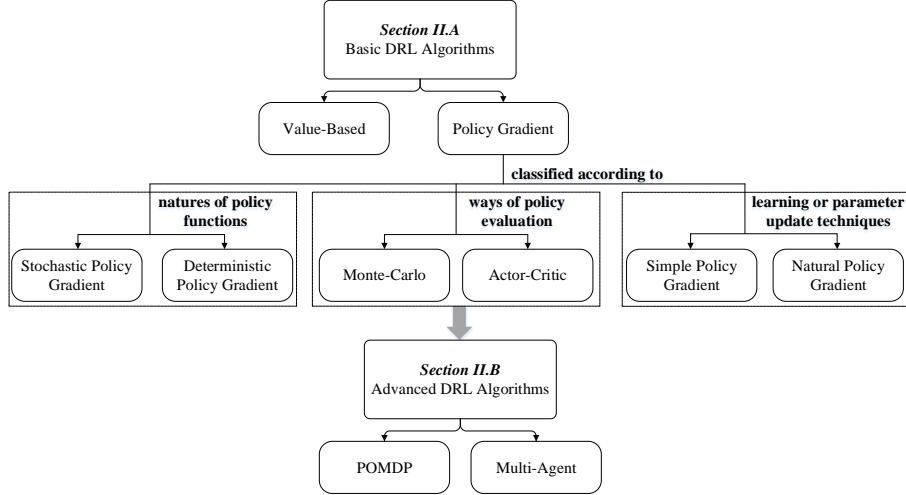 Section II.A
Basic DRL Algorithms
Value-Based
Policy Gradient
classified according to
natures of policy
functions
Stochastic Policy
Gradient
Deterministic
Policy Gradient
ways of policy
evaluation
Monte-Carlo
Actor-Critic
learning or parameter
update techniques
Simple Policy
Gradient
Natural Policy
Gradient
Section II.B
Advanced DRL Algorithms
POMDP
Multi-Agent